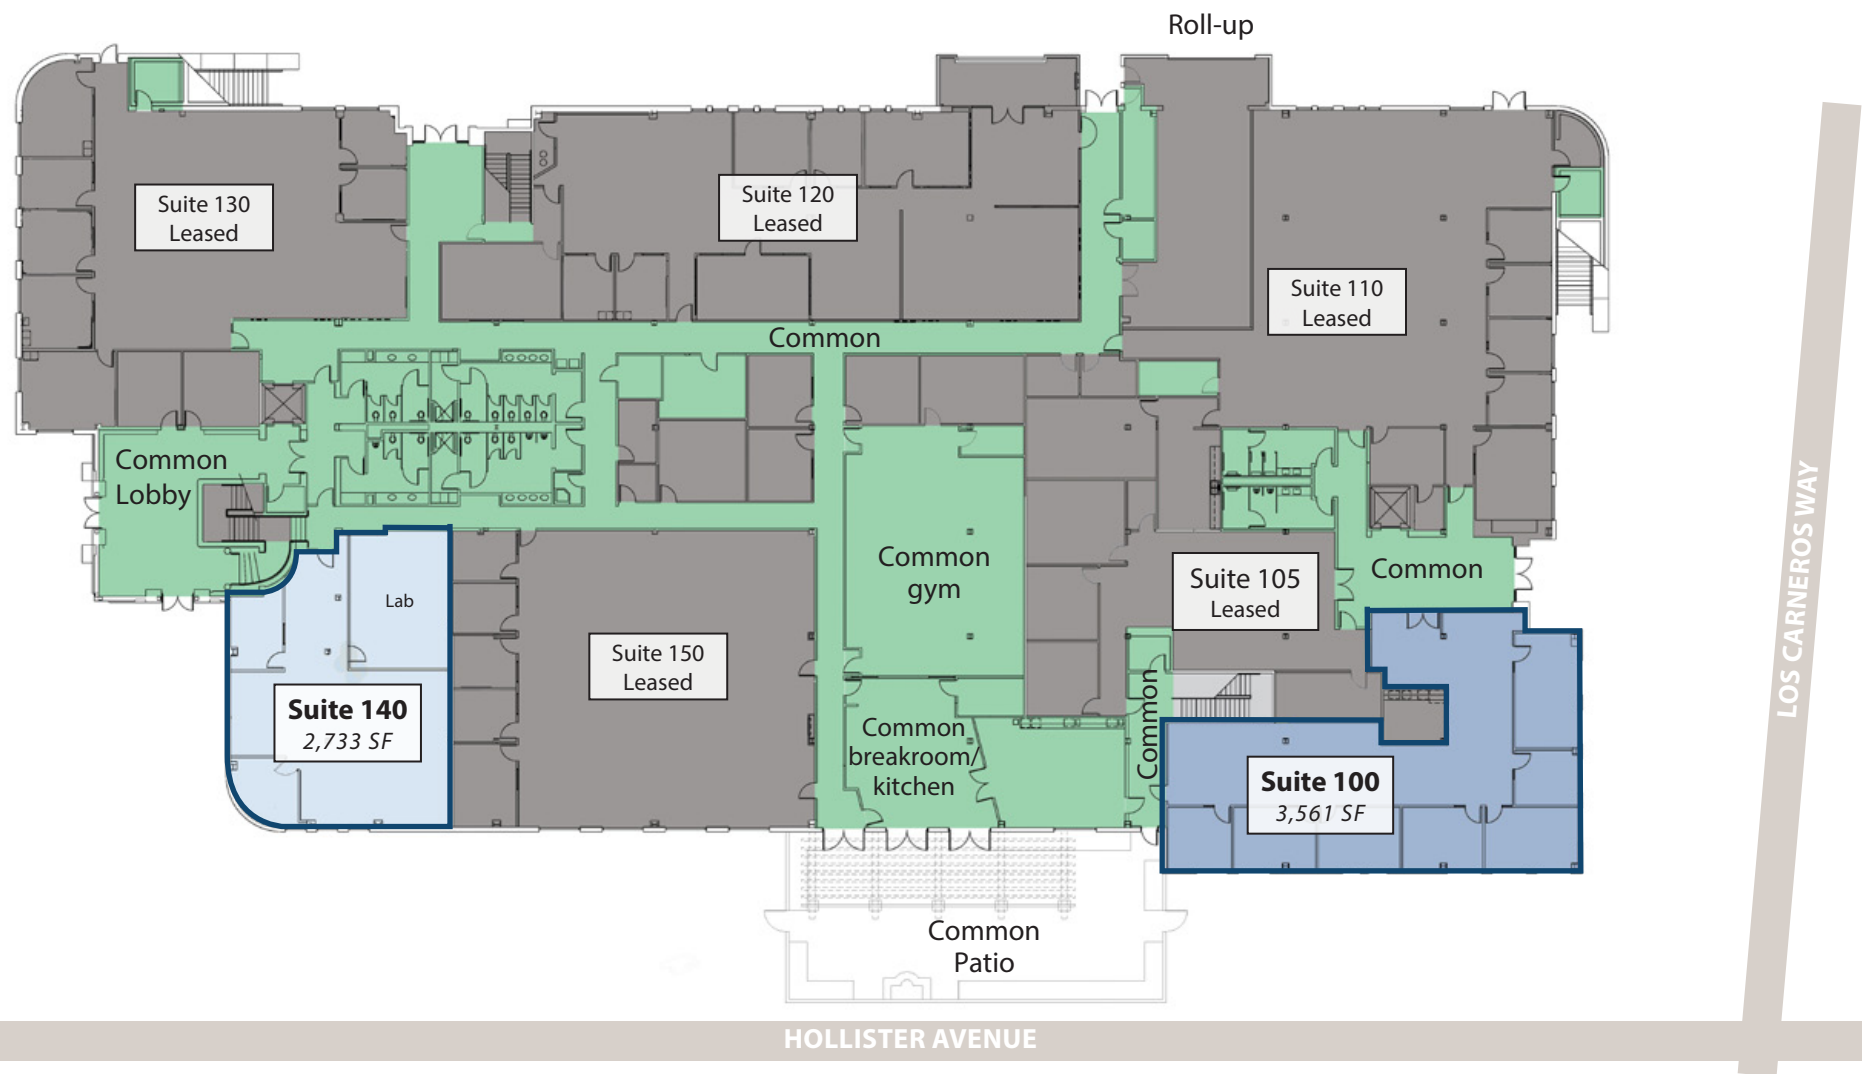 Roll-up
Suite 130
Leased
Suite 120
Leased
Suite 110
Leased
Common
Common
Lobby
Common
gym
Suite 105
Leased
Common
Lab
Suite 150
Leased
Suite 140
2,733 SF
Common
breakroom/
kitchen
Common
Suite 100
3,561 SF
Common
Patio
LOS CARNEROS WAY
HOLLISTER AVENUE